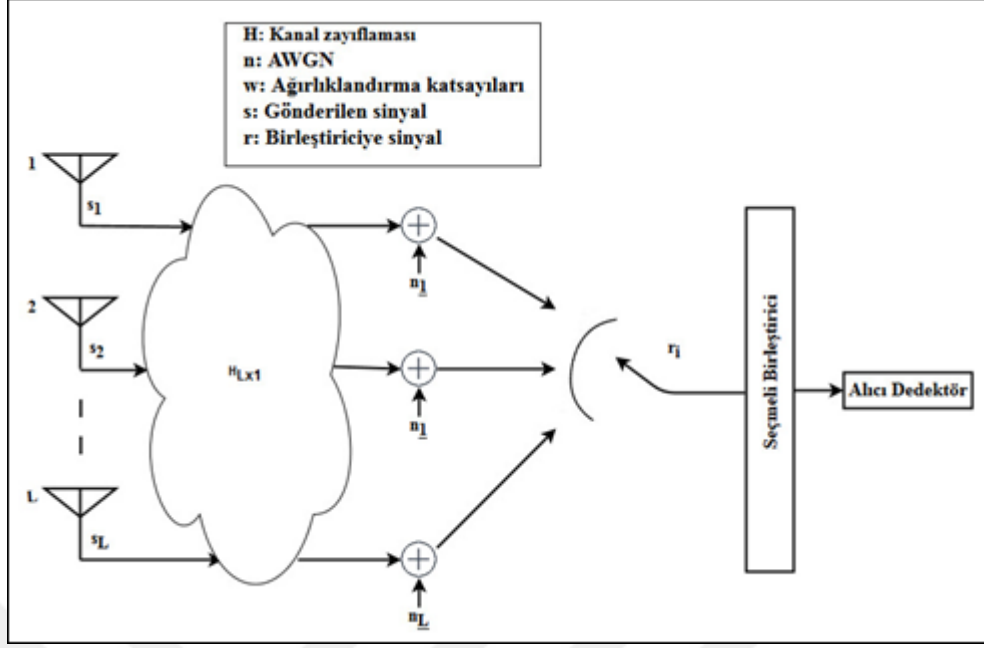 H: Kanal zayıflaması
n: AWGN
w: Ağırlıklandırma katsayıları
s: Gönderilen sinyal
r: Birleştiriciye sinyal
1
s1
n1
2
s2
HLx1
n1
ri
Seçmeli Birleştirici
Alıcı Dedektör
L
sL
nL